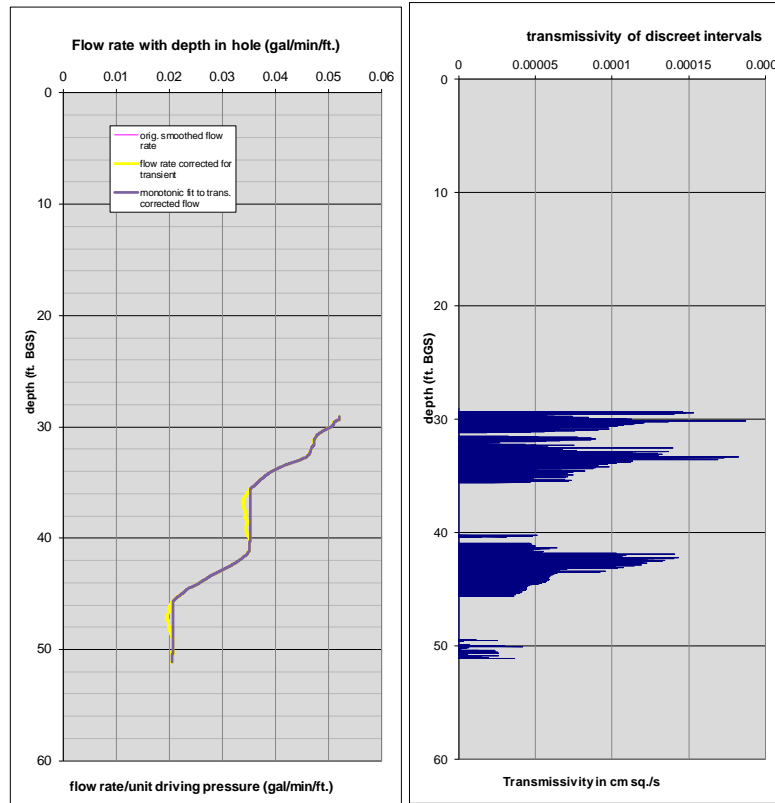 Flow rate with depth in hole (gal/min/ft.)
0 0.01 0.02 0.03 0.04 0.05 0.06
0
10
20
30
40
50
60
depth (ft. BGS)
orig. smoothed flow
rate
flow rate corrected for
transient
monotonic fit to trans.
corrected flow
flow rate/unit driving pressure (gal/min/ft.)
transmissivity of discreet intervals
0 0.00005 0.0001 0.00015 0.000
0
10
20
30
40
50
60
depth (ft. BGS)
Transmissivity in cm sq./s